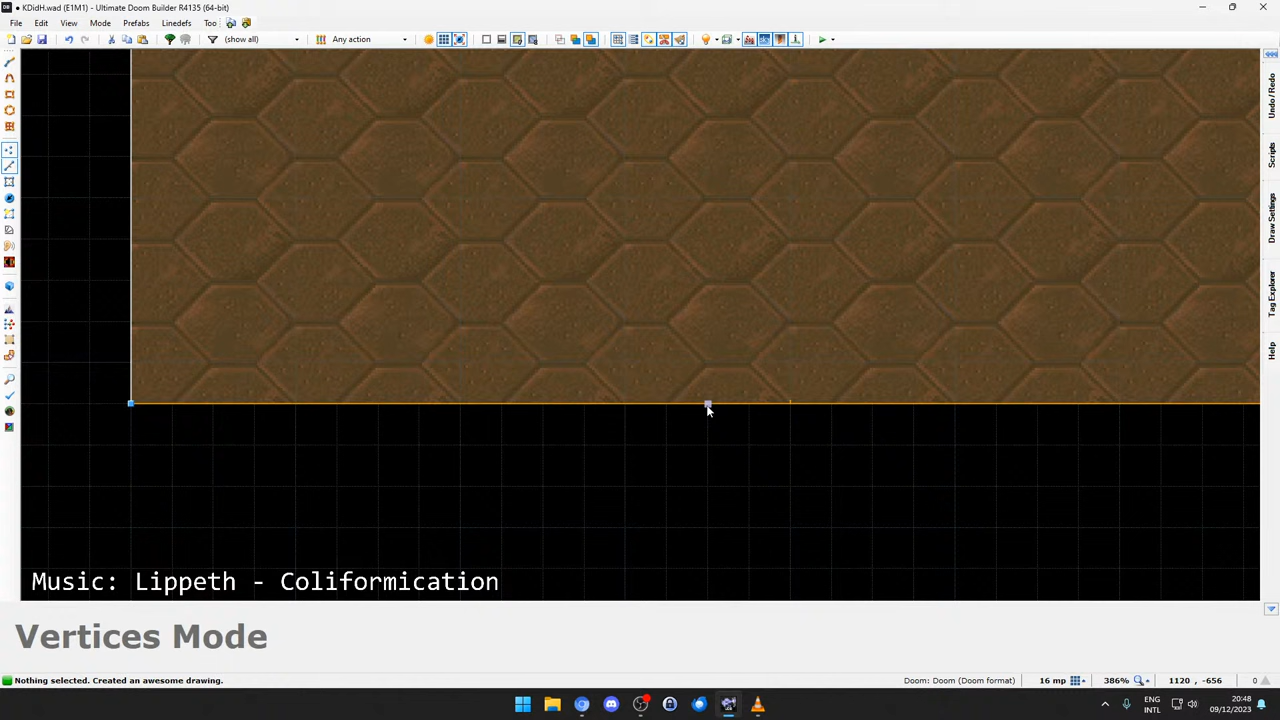 KDidH.wad (E1M1) - Ultimate Doom Builder R4135 (64-bit)
File Edit View Mode Prefabs Linedefs Too
(show all) Any action
Undo / Redo
Scripts
Draw Settings
Tag Explorer
Help
Music: Lippeth - Coliformication
Vertices Mode
Nothing selected. Created an awesome drawing. Doom: Doom (Doom format) 16 mp 386% 1120 , -656 0
ENG 20:48
INTL 09/12/2023